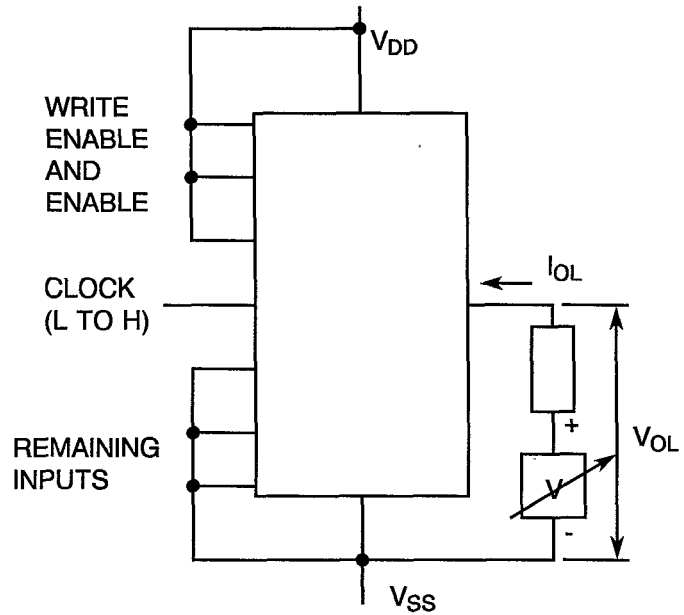 VDD
WRITE
ENABLE
AND
ENABLE
CLOCK
(L TO H)
IOL
REMAINING
INPUTS
+
V
-
VOL
VSS